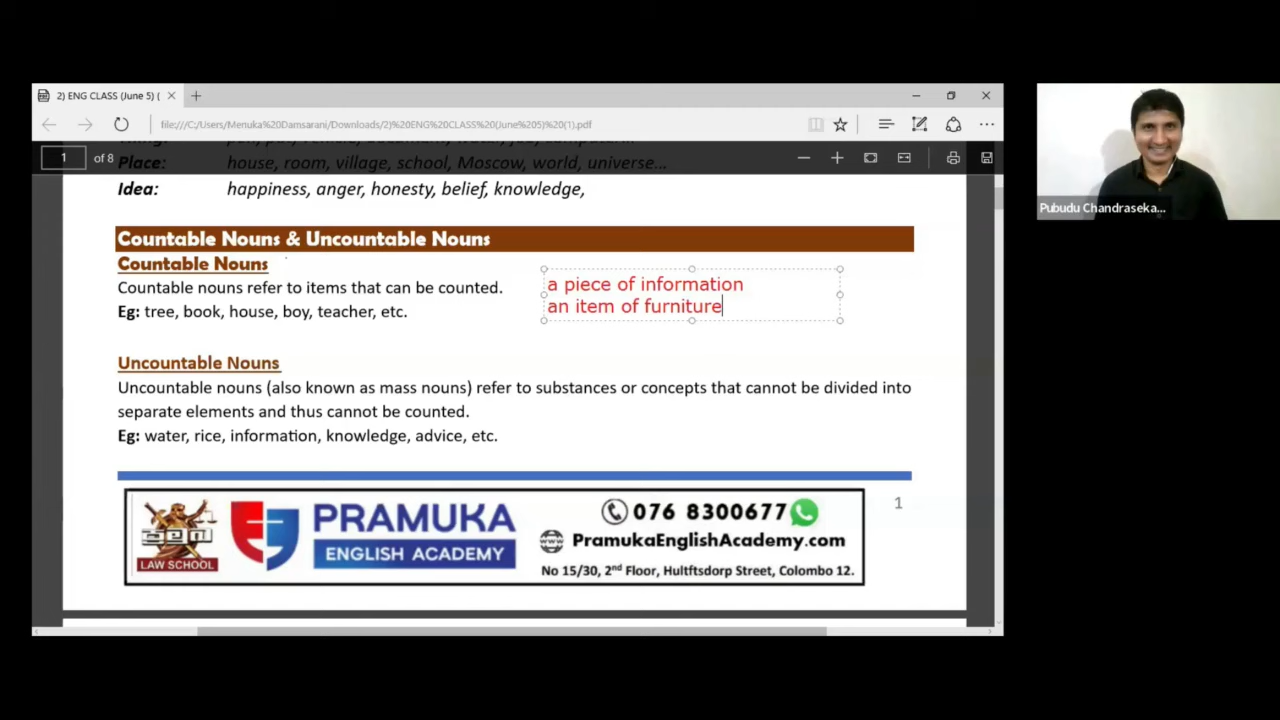 2) ENG CLASS (June 5) (
file:///C:/Users/Menuka%20Damsarani/Downloads/2)%20ENG%20CLASS%20(June%205)%20(1).pdf
1 of 8
Place: house, room, village, school, Moscow, world, universe...
Idea: happiness, anger, honesty, belief, knowledge,
Countable Nouns & Uncountable Nouns
Countable Nouns
Countable nouns refer to items that can be counted.
Eg: tree, book, house, boy, teacher, etc.
a piece of information
an item of furniture
Uncountable Nouns
Uncountable nouns (also known as mass nouns) refer to substances or concepts that cannot be divided into
separate elements and thus cannot be counted.
Eg: water, rice, information, knowledge, advice, etc.
LAW SCHOOL
PRAMUKA
ENGLISH ACADEMY
076 8300677
PramukaEnglishAcademy.com
No 15/30, 2nd Floor, Hultftsdorp Street, Colombo 12.
1
Pubudu Chandraseka...